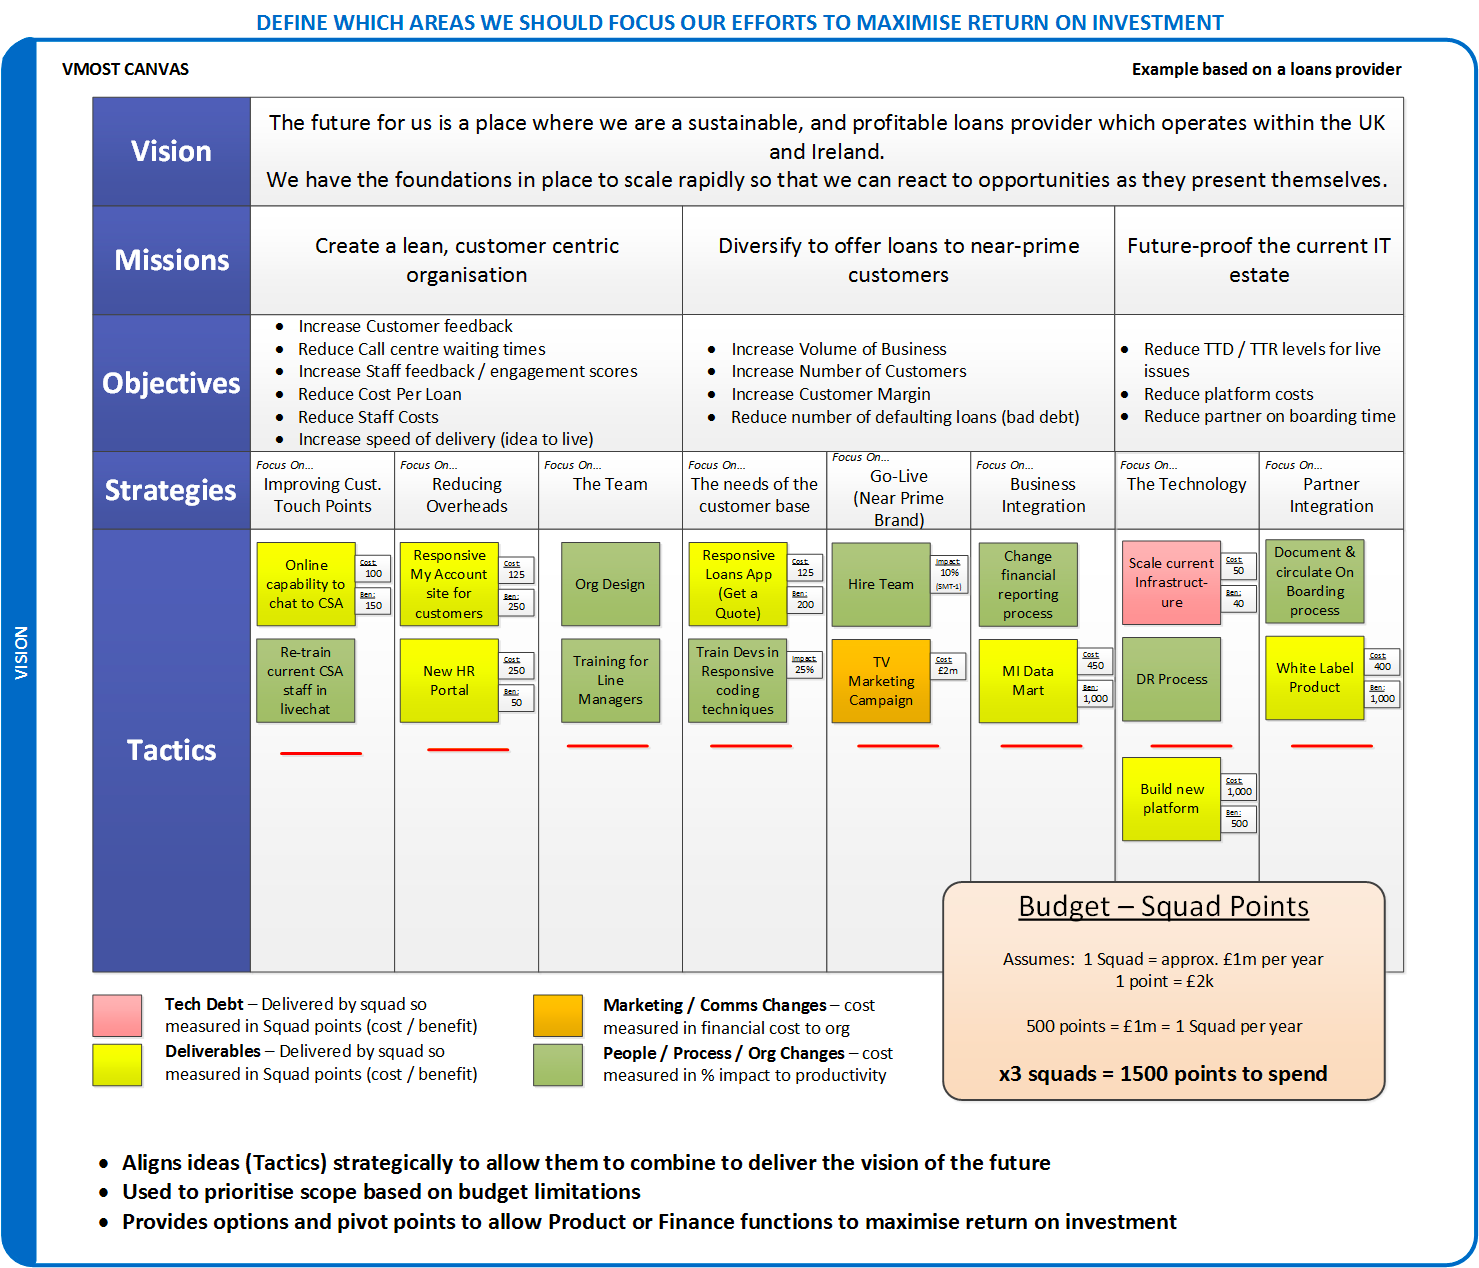 DEFINE WHICH AREAS WE SHOULD FOCUS OUR EFFORTS TO MAXIMISE RETURN ON INVESTMENT
VISION
VMOST CANVAS
Example based on a loans provider
Vision
The future for us is a place where we are a sustainable, and profitable loans provider which operates within the UK
and Ireland.
We have the foundations in place to scale rapidly so that we can react to opportunities as they present themselves.
Missions
Create a lean, customer centric
organisation
Diversify to offer loans to near-prime
customers
Future-proof the current IT
estate
Objectives
• Increase Customer feedback
• Reduce Call centre waiting times
• Increase Staff feedback / engagement scores
• Reduce Cost Per Loan
• Reduce Staff Costs
• Increase speed of delivery (idea to live)
• Increase Volume of Business
• Increase Number of Customers
• Increase Customer Margin
• Reduce number of defaulting loans (bad debt)
• Reduce TTD / TTR levels for live
issues
• Reduce platform costs
• Reduce partner on boarding time
Strategies
Focus On...
Improving Cust.
Touch Points
Focus On...
Reducing
Overheads
Focus On...
The Team
Focus On...
The needs of the
customer base
Focus On...
Go-Live
(Near Prime
Brand)
Focus On...
Business
Integration
Focus On...
The Technology
Focus On...
Partner
Integration
Tactics
Online
capability to
chat to CSA
Cost:
100
Ben:
150
Re-train
current CSA
staff in
livechat
Responsive
My Account
site for
customers
Cost:
125
Ben:
250
New HR
Portal
Cost:
250
Ben:
50
Org Design
Training for
Line
Managers
Responsive
Loans App
(Get a
Quote)
Cost:
125
Ben:
200
Train Devs in
Responsive
coding
techniques
Impact:
25%
Hire Team
Impact:
10%
(SMT-1)
TV
Marketing
Campaign
Cost:
£2m
Change
financial
reporting
process
MI Data
Mart
Cost:
450
Ben:
1,000
Scale current
Infrastruct-
ure
Cost:
50
Ben:
40
DR Process
Build new
platform
Cost:
1,000
Ben:
500
Document &
circulate On
Boarding
process
White Label
Product
Cost:
400
Ben:
1,000
Budget – Squad Points
Assumes: 1 Squad = approx. £1m per year
1 point = £2k
500 points = £1m = 1 Squad per year
x3 squads = 1500 points to spend
Tech Debt – Delivered by squad so
measured in Squad points (cost / benefit)
Deliverables – Delivered by squad so
measured in Squad points (cost / benefit)
Marketing / Comms Changes – cost
measured in financial cost to org
People / Process / Org Changes – cost
measured in % impact to productivity
• Aligns ideas (Tactics) strategically to allow them to combine to deliver the vision of the future
• Used to prioritise scope based on budget limitations
• Provides options and pivot points to allow Product or Finance functions to maximise return on investment